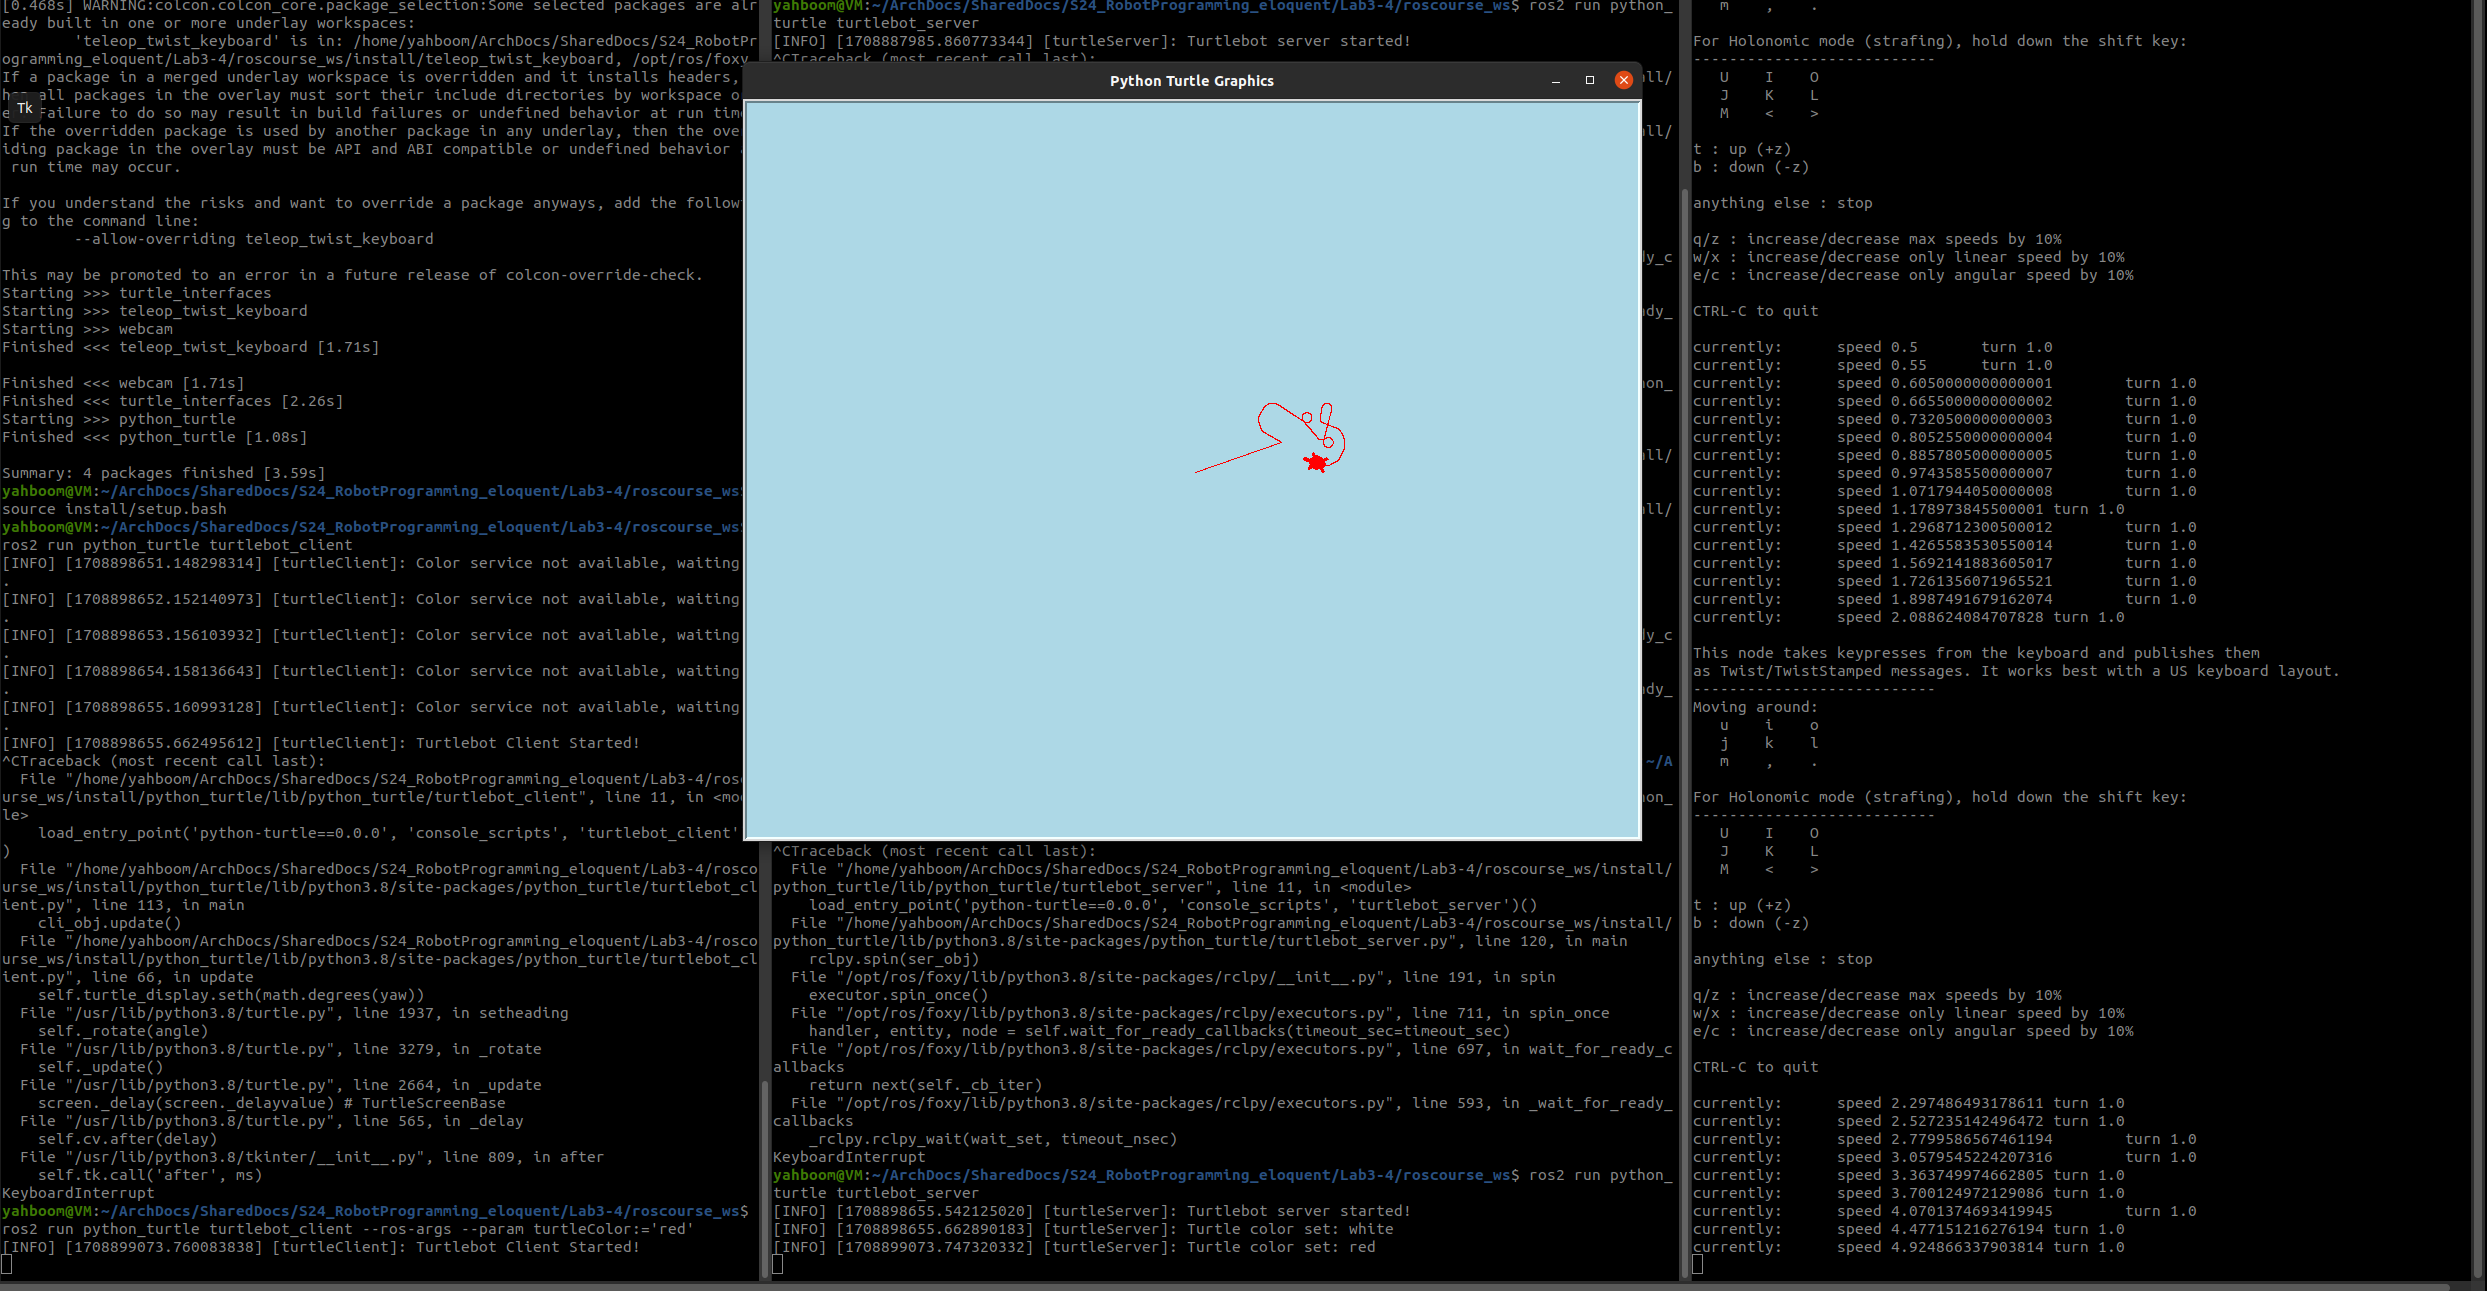 [0.468s] WARNING:colcon.colcon_core.package_selection:Some selected packages are alr
eady built in one or more underlay workspaces:
'teleop_twist_keyboard' is in: /home/yahboom/ArchDocs/SharedDocs/S24_RobotPr
ogramming_eloquent/Lab3-4/roscourse_ws/install/teleop_twist_keyboard, /opt/ros/foxy
If a package in a merged underlay workspace is overridden and it installs headers,
all packages in the overlay must sort their include directories by workspace
Failure to do so may result in build failures or undefined behavior at run tim
If the overridden package is used by another package in any underlay, then the ove
iding package in the overlay must be API and ABI compatible or undefined behavior
run time may occur.
If you understand the risks and want to override a package anyways, add the follow
g to the command line:
--allow-overriding teleop_twist_keyboard
This may be promoted to an error in a future release of colcon-override-check.
Starting >>> turtle_interfaces
Starting >>> teleop_twist_keyboard
Starting >>> webcam
Finished <<< teleop_twist_keyboard [1.71s]
Finished <<< webcam [1.71s]
Finished <<< turtle_interfaces [2.26s]
Starting >>> python_turtle
Finished <<< python_turtle [1.08s]
Summary: 4 packages finished [3.59s]
yahboom@VM:~/ArchDocs/SharedDocs/S24_RobotProgramming_eloquent/Lab3-4/roscourse_ws
source install/setup.bash
yahboom@VM:~/ArchDocs/SharedDocs/S24_RobotProgramming_eloquent/Lab3-4/roscourse_ws
ros2 run python_turtle turtlebot_client
[INFO] [1708898651.148298314] [turtleClient]: Color service not available, waiting
.
[INFO] [1708898652.152140973] [turtleClient]: Color service not available, waiting
.
[INFO] [1708898653.156103932] [turtleClient]: Color service not available, waiting
.
[INFO] [1708898654.158136643] [turtleClient]: Color service not available, waiting
.
[INFO] [1708898655.160993128] [turtleClient]: Color service not available, waiting
.
[INFO] [1708898655.662495612] [turtleClient]: Turtlebot Client Started!
^CTraceback (most recent call last):
File "/home/yahboom/ArchDocs/SharedDocs/S24_RobotProgramming_eloquent/Lab3-4/ros
urse_ws/install/python_turtle/lib/python_turtle/turtlebot_client", line 11, in <mo
le>
load_entry_point('python-turtle==0.0.0', 'console_scripts', 'turtlebot_client'
)
File "/home/yahboom/ArchDocs/SharedDocs/S24_RobotProgramming_eloquent/Lab3-4/rosco
urse_ws/install/python_turtle/lib/python3.8/site-packages/python_turtle/turtlebot_cl
ient.py", line 113, in main
cli_obj.update()
File "/home/yahboom/ArchDocs/SharedDocs/S24_RobotProgramming_eloquent/Lab3-4/rosco
urse_ws/install/python_turtle/lib/python3.8/site-packages/python_turtle/turtlebot_cl
ient.py", line 66, in update
self.turtle_display.seth(math.degrees(yaw))
File "/usr/lib/python3.8/turtle.py", line 1937, in setheading
self._rotate(angle)
File "/usr/lib/python3.8/turtle.py", line 3279, in _rotate
self._update()
File "/usr/lib/python3.8/turtle.py", line 2664, in _update
screen._delay(screen._delayvalue) # TurtleScreenBase
File "/usr/lib/python3.8/turtle.py", line 565, in _delay
self.cv.after(delay)
File "/usr/lib/python3.8/tkinter/__init__.py", line 809, in after
self.tk.call('after', ms)
KeyboardInterrupt
yahboom@VM:~/ArchDocs/SharedDocs/S24_RobotProgramming_eloquent/Lab3-4/roscourse_ws$
ros2 run python_turtle turtlebot_client --ros-args --param turtleColor:='red'
[INFO] [1708899073.760083838] [turtleClient]: Turtlebot Client Started!
Tk
yahboom@VM:~/ArchDocs/SharedDocs/S24_RobotProgramming_eloquent/Lab3-4/roscourse_ws$ ros2 run python_
turtle turtlebot_server
[INFO] [1708887985.860773344] [turtleServer]: Turtlebot server started!
^CTraceback (most recent call last):
Python Turtle Graphics
all/
all/
dy_c
ady_
hon_
all/
all/
dy_c
ady_
~/A
hon_
^CTraceback (most recent call last):
File "/home/yahboom/ArchDocs/SharedDocs/S24_RobotProgramming_eloquent/Lab3-4/roscourse_ws/install/
python_turtle/lib/python_turtle/turtlebot_server", line 11, in <module>
load_entry_point('python-turtle==0.0.0', 'console_scripts', 'turtlebot_server')()
File "/home/yahboom/ArchDocs/SharedDocs/S24_RobotProgramming_eloquent/Lab3-4/roscourse_ws/install/
python_turtle/lib/python3.8/site-packages/python_turtle/turtlebot_server.py", line 120, in main
rclpy.spin(ser_obj)
File "/opt/ros/foxy/lib/python3.8/site-packages/rclpy/__init__.py", line 191, in spin
executor.spin_once()
File "/opt/ros/foxy/lib/python3.8/site-packages/rclpy/executors.py", line 711, in spin_once
handler, entity, node = self.wait_for_ready_callbacks(timeout_sec=timeout_sec)
File "/opt/ros/foxy/lib/python3.8/site-packages/rclpy/executors.py", line 697, in wait_for_ready_c
allbacks
return next(self._cb_iter)
File "/opt/ros/foxy/lib/python3.8/site-packages/rclpy/executors.py", line 593, in _wait_for_ready_
callbacks
_rclpy.rclpy_wait(wait_set, timeout_nsec)
KeyboardInterrupt
yahboom@VM:~/ArchDocs/SharedDocs/S24_RobotProgramming_eloquent/Lab3-4/roscourse_ws$ ros2 run python_
turtle turtlebot_server
[INFO] [1708898655.542125020] [turtleServer]: Turtlebot server started!
[INFO] [1708898655.662890183] [turtleServer]: Turtle color set: white
[INFO] [1708899073.747320332] [turtleServer]: Turtle color set: red
m , .
For Holonomic mode (strafing), hold down the shift key:
---------------------------
U I O
J K L
M < >
t : up (+z)
b : down (-z)
anything else : stop
q/z : increase/decrease max speeds by 10%
w/x : increase/decrease only linear speed by 10%
e/c : increase/decrease only angular speed by 10%
CTRL-C to quit
currently: speed 0.5 turn 1.0
currently: speed 0.55 turn 1.0
currently: speed 0.6050000000000001 turn 1.0
currently: speed 0.6655000000000002 turn 1.0
currently: speed 0.7320500000000003 turn 1.0
currently: speed 0.8052550000000004 turn 1.0
currently: speed 0.8857805000000005 turn 1.0
currently: speed 0.9743585500000007 turn 1.0
currently: speed 1.0717944050000008 turn 1.0
currently: speed 1.178973845500001 turn 1.0
currently: speed 1.2968712300500012 turn 1.0
currently: speed 1.4265583530550014 turn 1.0
currently: speed 1.5692141883605017 turn 1.0
currently: speed 1.7261356071965521 turn 1.0
currently: speed 1.8987491679162074 turn 1.0
currently: speed 2.088624084707828 turn 1.0
This node takes keypresses from the keyboard and publishes them
as Twist/TwistStamped messages. It works best with a US keyboard layout.
---------------------------
Moving around:
u i o
j k l
m , .
For Holonomic mode (strafing), hold down the shift key:
---------------------------
U I O
J K L
M < >
t : up (+z)
b : down (-z)
anything else : stop
q/z : increase/decrease max speeds by 10%
w/x : increase/decrease only linear speed by 10%
e/c : increase/decrease only angular speed by 10%
CTRL-C to quit
currently: speed 2.297486493178611 turn 1.0
currently: speed 2.527235142496472 turn 1.0
currently: speed 2.7799586567461194 turn 1.0
currently: speed 3.0579545224207316 turn 1.0
currently: speed 3.363749974662805 turn 1.0
currently: speed 3.700124972129086 turn 1.0
currently: speed 4.0701374693419945 turn 1.0
currently: speed 4.477151216276194 turn 1.0
currently: speed 4.924866337903814 turn 1.0